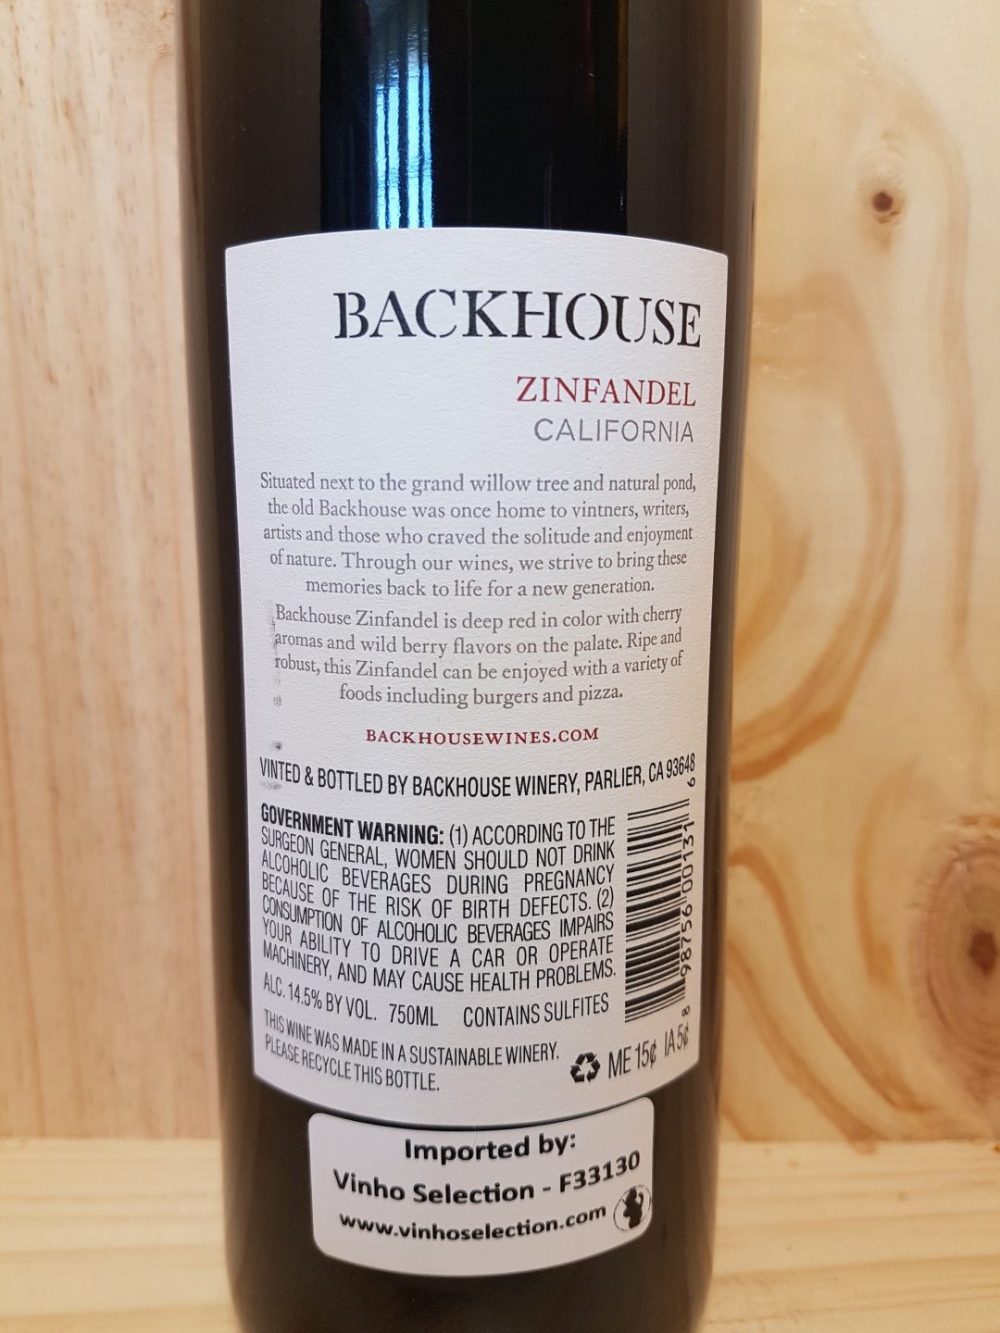 BACKHOUSE
ZINFANDEL
CALIFORNIA
Situated next to the grand willow tree and natural pond,
the old Backhouse was once home to vintners, writers,
artists and those who craved the solitude and enjoyment
of nature. Through our wines, we strive to bring these
memories back to life for a new generation.
Backhouse Zinfandel is deep red in color with cherry
aromas and wild berry flavors on the palate. Ripe and
robust, this Zinfandel can be enjoyed with a variety of
foods including burgers and pizza.
BACKHOUSEWINES.COM
VINTED & BOTTLED BY BACKHOUSE WINERY, PARLIER, CA 93648
GOVERNMENT WARNING: (1) ACCORDING TO THE
SURGEON GENERAL, WOMEN SHOULD NOT DRINK
ALCOHOLIC BEVERAGES DURING PREGNANCY
BECAUSE OF THE RISK OF BIRTH DEFECTS. (2)
CONSUMPTION OF ALCOHOLIC BEVERAGES IMPAIRS
YOUR ABILITY TO DRIVE A CAR OR OPERATE
MACHINERY, AND MAY CAUSE HEALTH PROBLEMS.
8 98756 00131 6
ALC. 14.5% BY VOL. 750ML CONTAINS SULFITES
THIS WINE WAS MADE IN A SUSTAINABLE WINERY.
PLEASE RECYCLE THIS BOTTLE.
ME 15¢ IA 5¢
Imported by:
Vinho Selection - F33130
www.vinhoselection.com